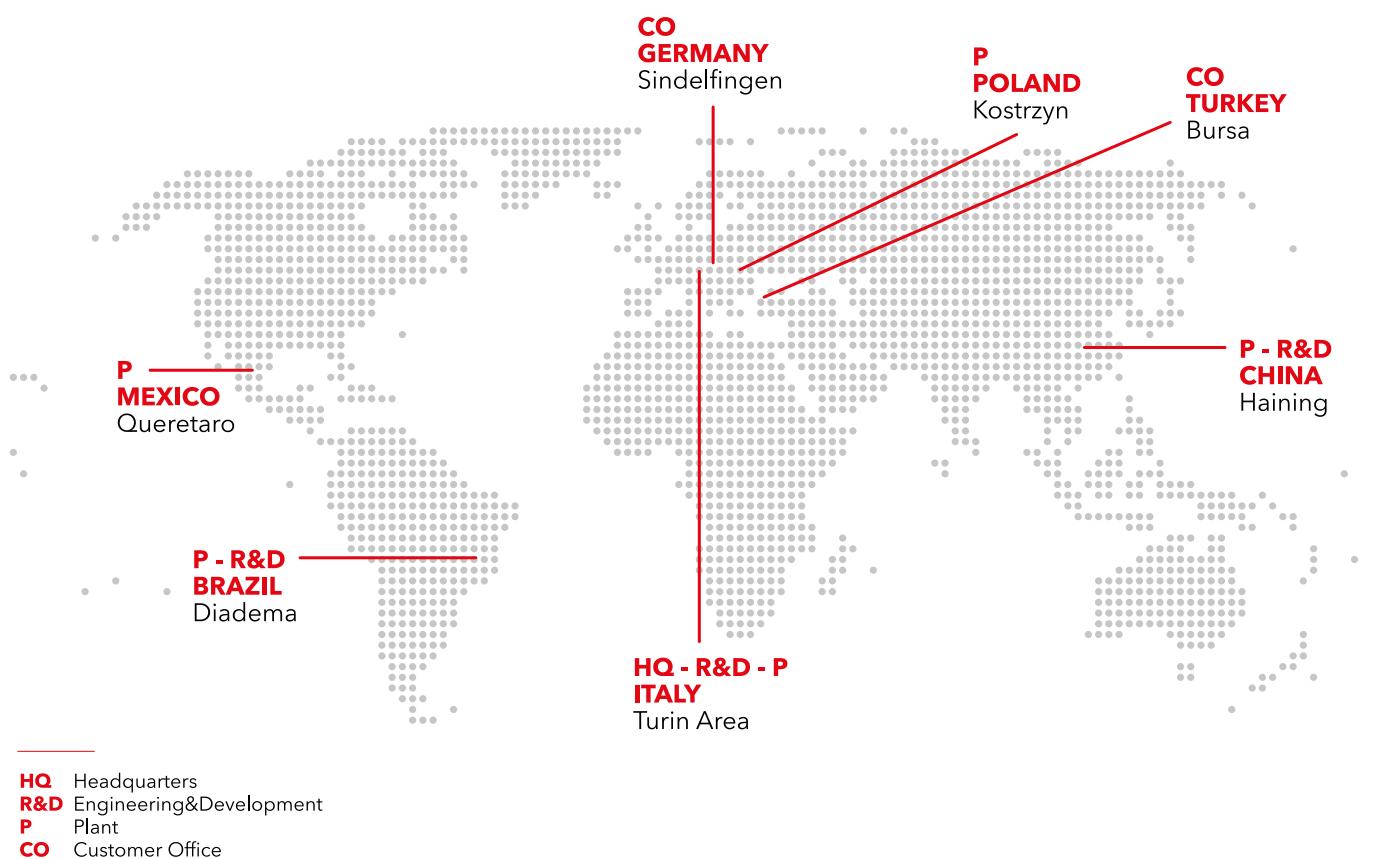 CO
GERMANY
Sindelfingen
P
POLAND
Kostrzyn
CO
TURKEY
Bursa
P - R&D
CHINA
Haining
P
MEXICO
Queretaro
P - R&D
BRAZIL
Diadema
HQ - R&D - P
ITALY
Turin Area
HQ Headquarters
R&D Engineering&Development
P Plant
CO Customer Office